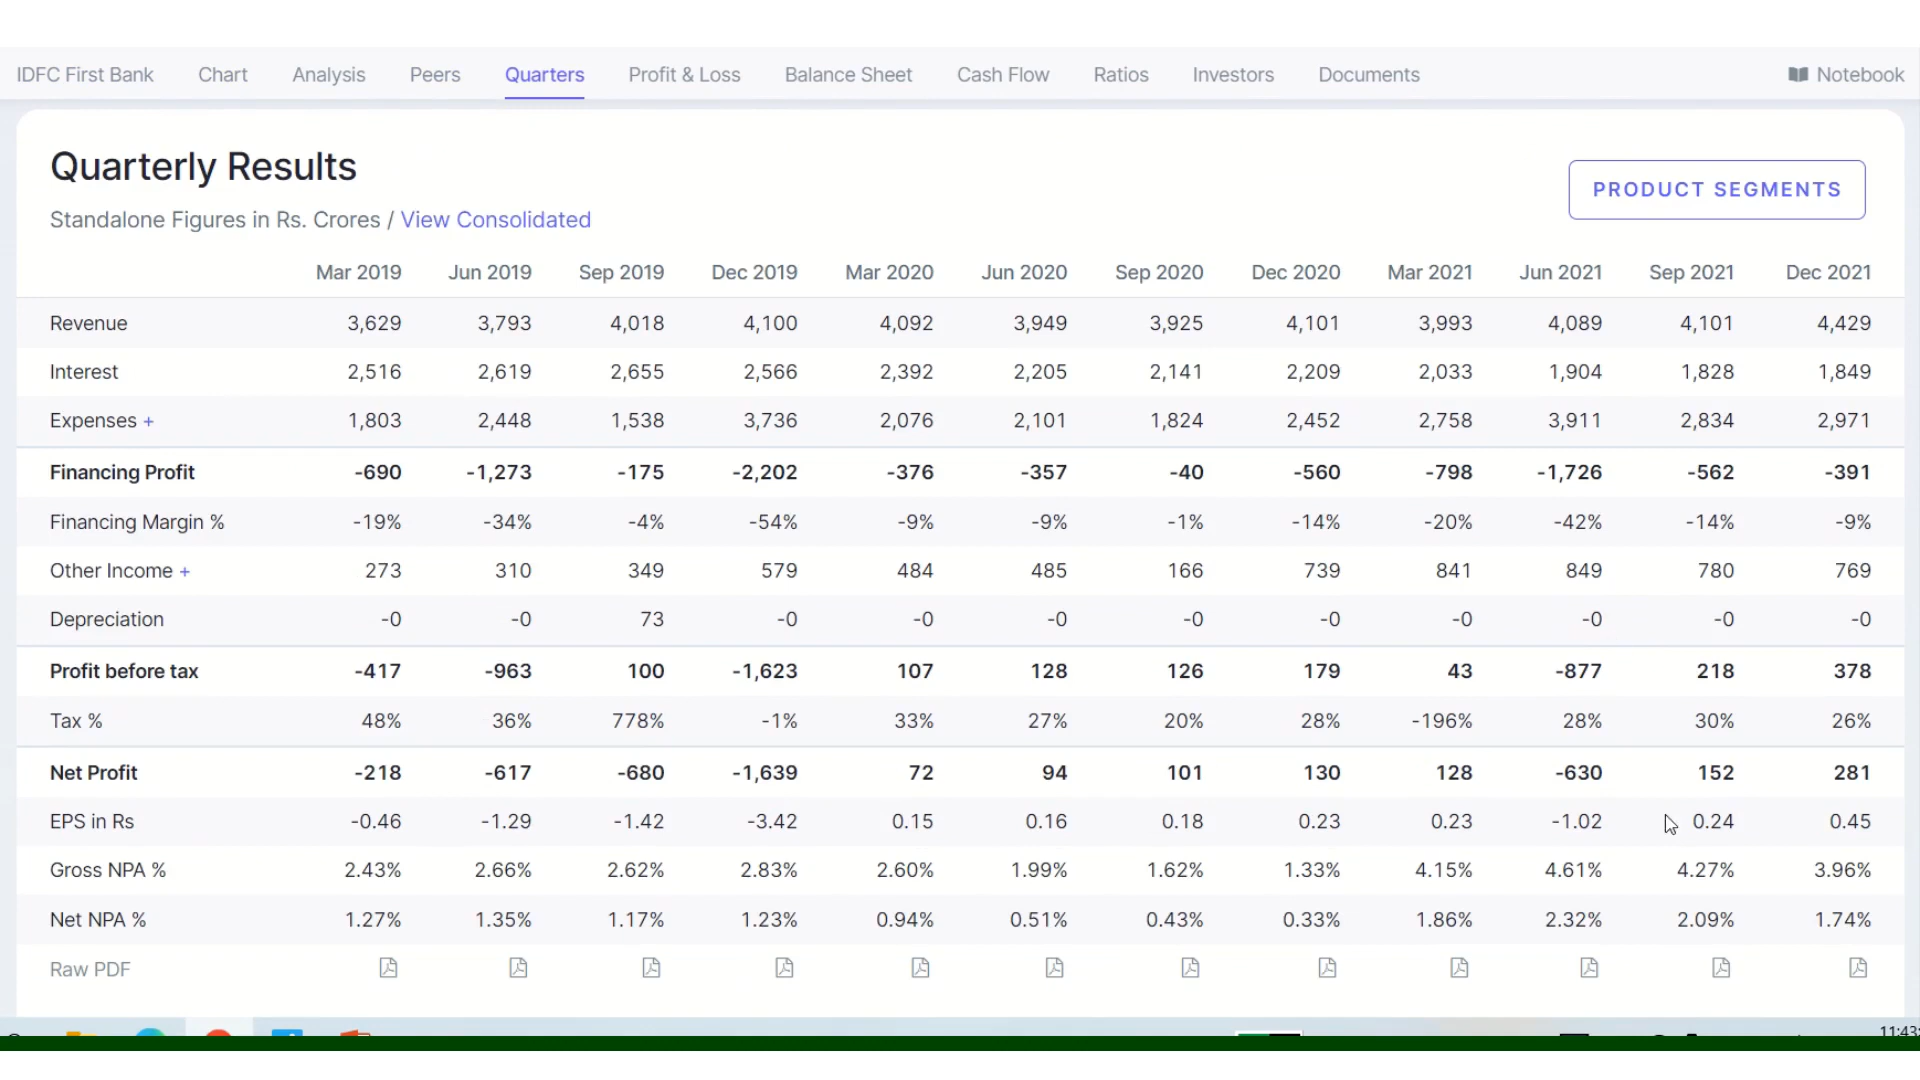 IDFC First Bank Chart Analysis Peers Quarters Profit & Loss Balance Sheet Cash Flow Ratios Investors Documents Notebook
Quarterly Results
PRODUCT SEGMENTS
Standalone Figures in Rs. Crores / View Consolidated
Mar 2019 Jun 2019 Sep 2019 Dec 2019 Mar 2020 Jun 2020 Sep 2020 Dec 2020 Mar 2021 Jun 2021 Sep 2021 Dec 2021
Revenue 3,629 3,793 4,018 4,100 4,092 3,949 3,925 4,101 3,993 4,089 4,101 4,429
Interest 2,516 2,619 2,655 2,566 2,392 2,205 2,141 2,209 2,033 1,904 1,828 1,849
Expenses + 1,803 2,448 1,538 3,736 2,076 2,101 1,824 2,452 2,758 3,911 2,834 2,971
Financing Profit -690 -1,273 -175 -2,202 -376 -357 -40 -560 -798 -1,726 -562 -391
Financing Margin % -19% -34% -4% -54% -9% -9% -1% -14% -20% -42% -14% -9%
Other Income + 273 310 349 579 484 485 166 739 841 849 780 769
Depreciation -0 -0 73 -0 -0 -0 -0 -0 -0 -0 -0 -0
Profit before tax -417 -963 100 -1,623 107 128 126 179 43 -877 218 378
Tax % 48% 36% 778% -1% 33% 27% 20% 28% -196% 28% 30% 26%
Net Profit -218 -617 -680 -1,639 72 94 101 130 128 -630 152 281
EPS in Rs -0.46 -1.29 -1.42 -3.42 0.15 0.16 0.18 0.23 0.23 -1.02 0.24 0.45
Gross NPA % 2.43% 2.66% 2.62% 2.83% 2.60% 1.99% 1.62% 1.33% 4.15% 4.61% 4.27% 3.96%
Net NPA % 1.27% 1.35% 1.17% 1.23% 0.94% 0.51% 0.43% 0.33% 1.86% 2.32% 2.09% 1.74%
Raw PDF
11:43